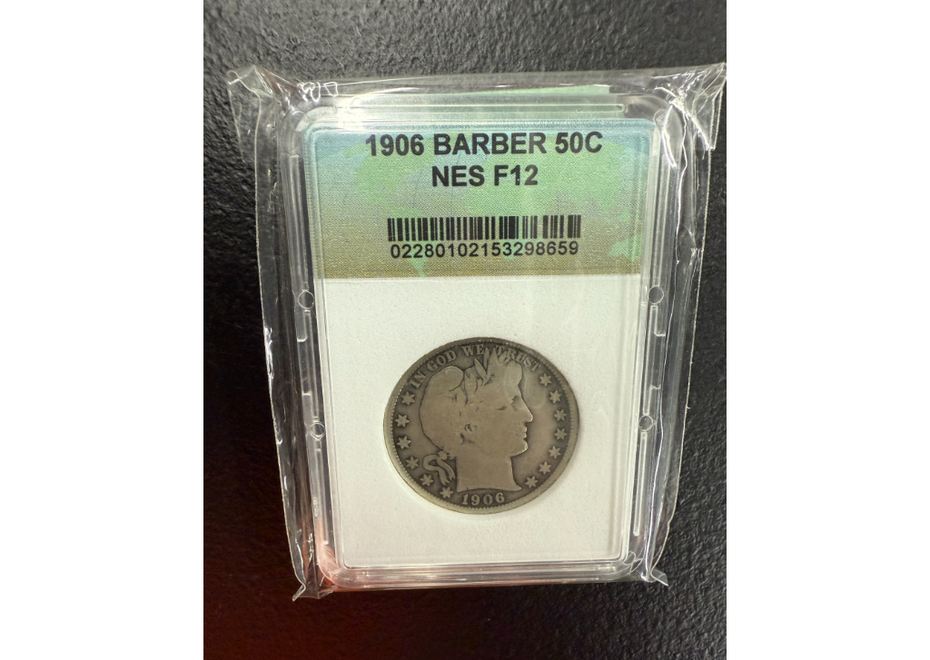 1906 BARBER 50C
NES F12
02280102153298659
IN GOD WE TRUST
1906